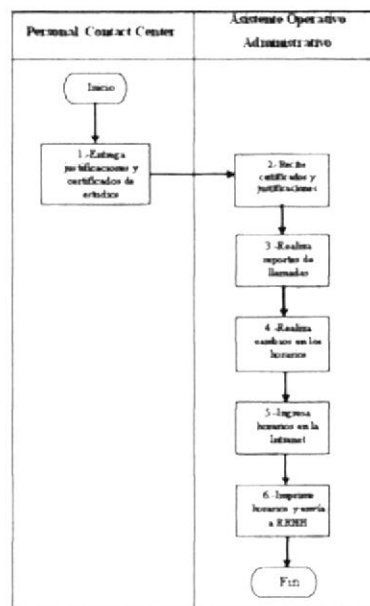 Personal Contact Center
Asistente Operativo
Administrativo
Inicio
1.-Entrega
justificaciones y
certificados de
estudios
2.-Recibe
certificados y
justificaciones
3.-Realiza
reportes de
llamadas
4.-Realiza
cambios en los
horarios
5.-Ingresa
horarios en la
Intranet
6.-Imprime
horarios y envía
a RRHH
Fin